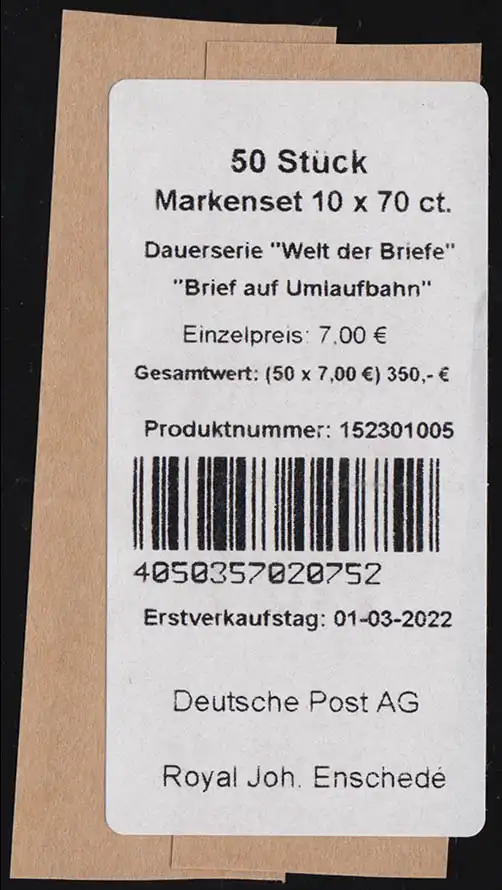 50 Stück
Markenset 10 x 70 ct.
Dauerserie "Welt der Briefe"
"Brief auf Umlaufbahn"
Einzelpreis: 7,00 €
Gesamtwert: (50 x 7,00 €) 350,- €
Produktnummer: 152301005
4050357020752
Erstverkaufstag: 01-03-2022
Deutsche Post AG
Royal Joh. Enschedé